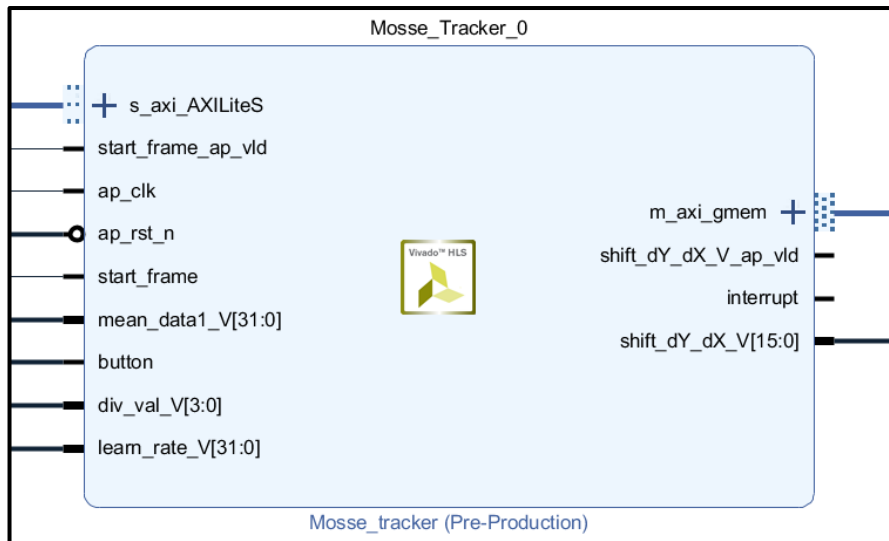 Mosse_Tracker_0
s_axi_AXILiteS
start_frame_ap_vld
ap_clk
ap_rst_n
start_frame
mean_data1_V[31:0]
button
div_val_V[3:0]
learn_rate_V[31:0]
Vivado™ HLS
m_axi_gmem
shift_dY_dX_V_ap_vld
interrupt
shift_dY_dX_V[15:0]
Mosse_tracker (Pre-Production)